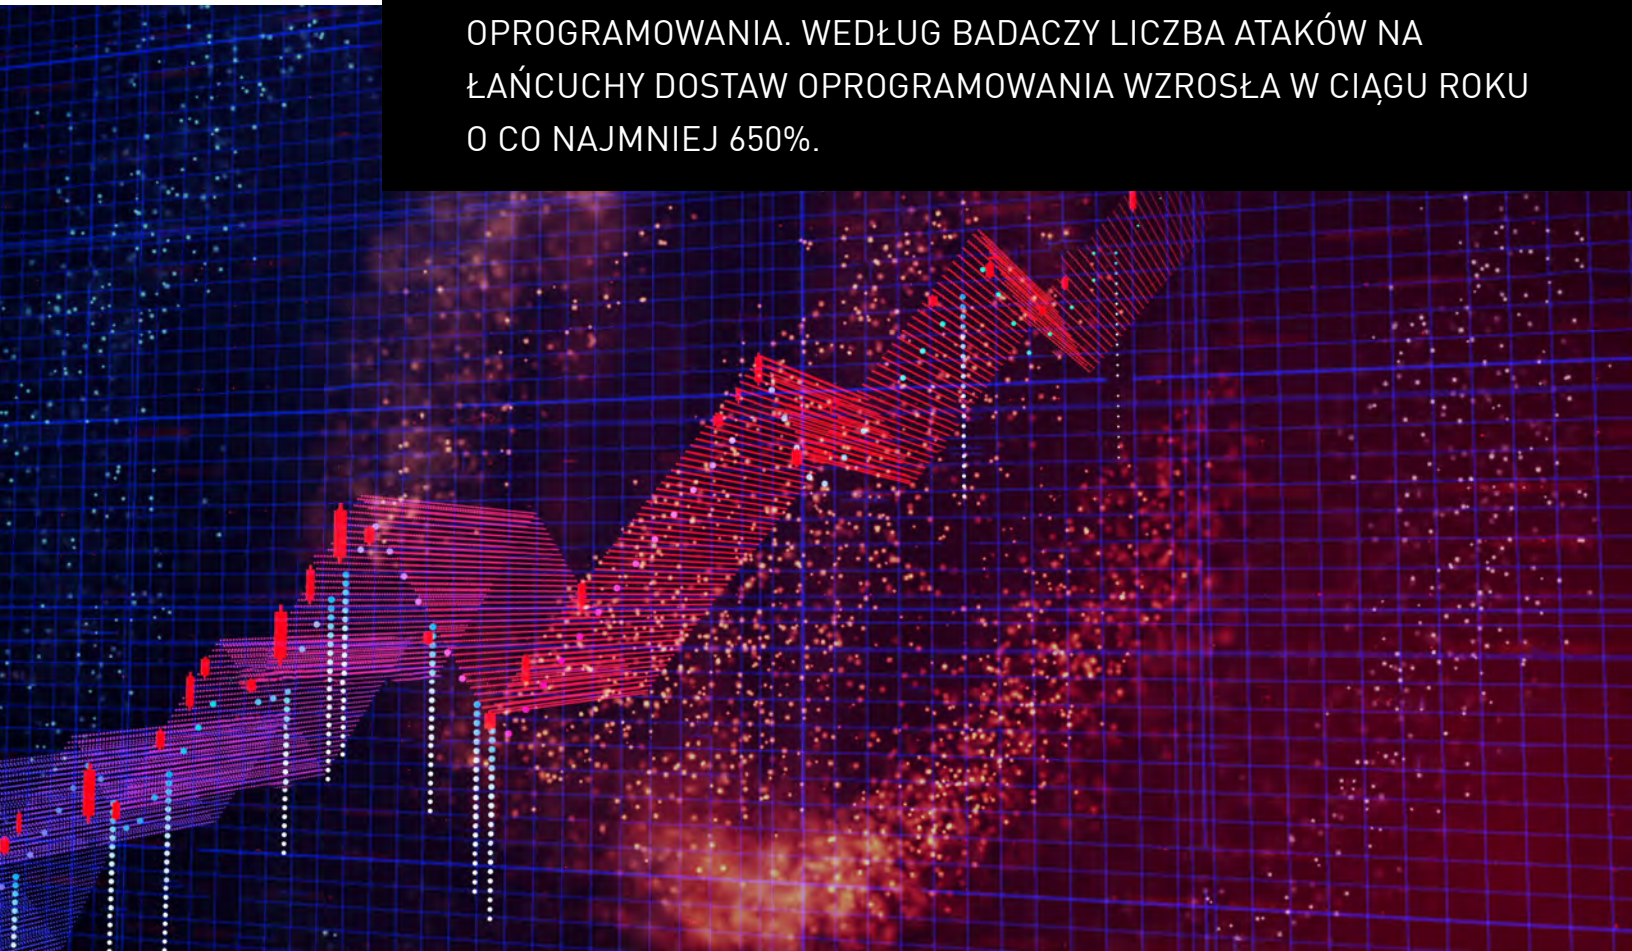 OPROGRAMOWANIA. WEDŁUG BADACZY LICZBA ATAKÓW NA
ŁAŃCUCHY DOSTAW OPROGRAMOWANIA WZROSŁA W CIĄGU ROKU
O CO NAJMNIEJ 650%.